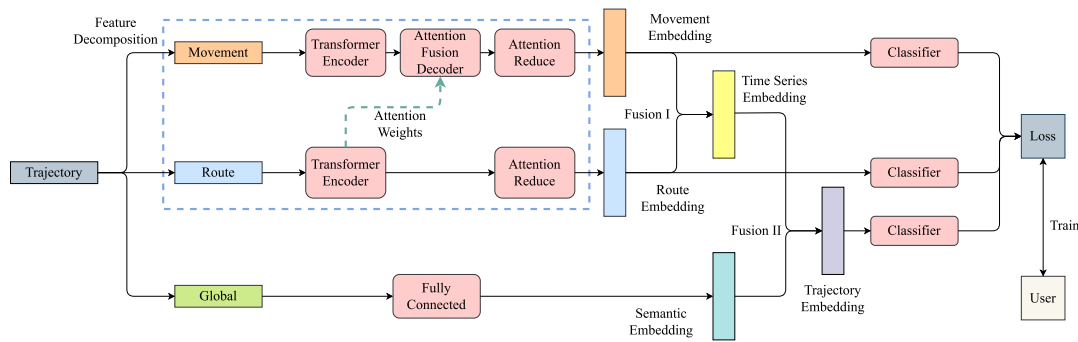 Feature
Decomposition
Movement
Transformer
Encoder
Attention
Fusion
Decoder
Attention
Reduce
Movement
Embedding
Classifier
Attention
Weights
Fusion I
Time Series
Embedding
Loss
Trajectory
Route
Transformer
Encoder
Attention
Reduce
Route
Embedding
Classifier
Fusion II
Classifier
Train
Global
Fully
Connected
Semantic
Embedding
Trajectory
Embedding
User